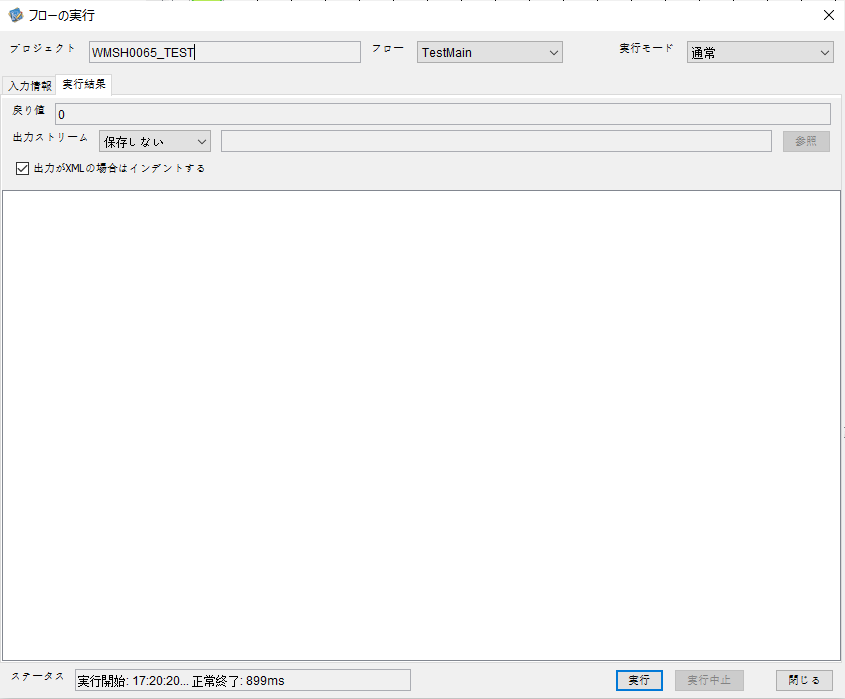 フローの実行
プロジェクト WMSH0065_TEST フロー TestMain 実行モード 通常
入力情報 実行結果
戻り値 0
出力ストリーム 保存しない 参照
出力がXMLの場合はインデントする
ステータス 実行開始: 17:20:20... 正常終了: 899ms 実行 実行中止 閉じる